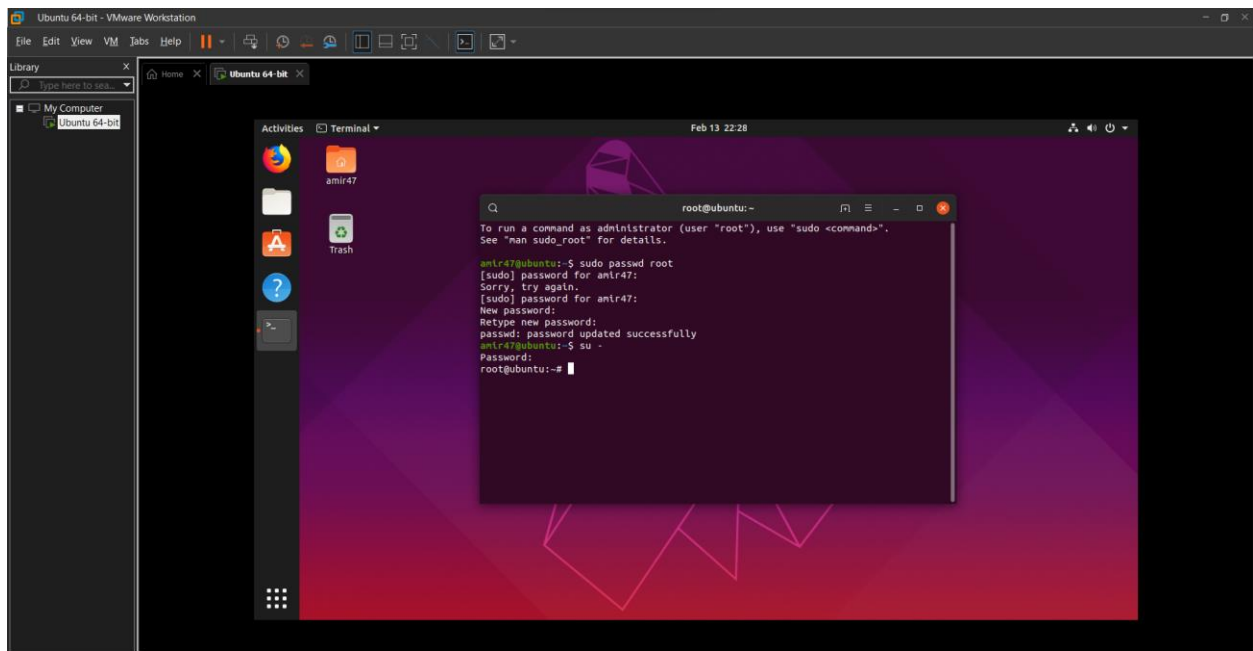 Ubuntu 64-bit - VMware Workstation
File Edit View VM Tabs Help
Library
Type here to sea...
My Computer
Ubuntu 64-bit
Home
Ubuntu 64-bit
Activities Terminal Feb 13 22:28
amir47
Trash
root@ubuntu: ~
To run a command as administrator (user "root"), use "sudo <command>".
See "man sudo_root" for details.
amir47@ubuntu:~$ sudo passwd root
[sudo] password for amir47:
Sorry, try again.
[sudo] password for amir47:
New password:
Retype new password:
passwd: password updated successfully
amir47@ubuntu:~$ su -
Password:
root@ubuntu:~#